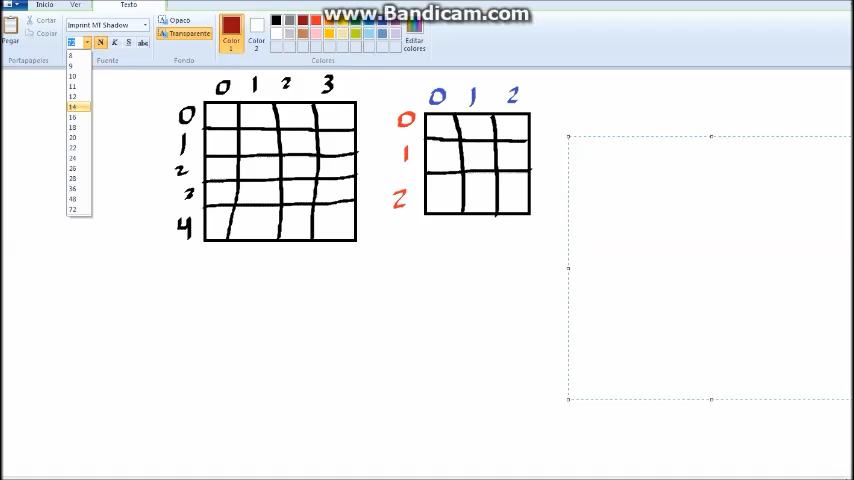 www.Bandicam.com
Inicio Ver Texto
Pegar
Cortar
Copiar
Portapapeles
Imprint MT Shadow
72
N K S abc
Fuente
Opaco
Transparente
Fondo
Color 1
Color 2
Editar colores
Colores
8
9
10
11
12
14
16
18
20
22
24
26
28
36
48
72
0 1 2 3
0
1
2
3
4
0 1 2
0
1
2